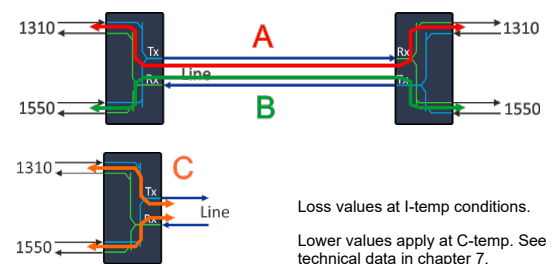 1310
A
1310
Tx
Rx
Line
Rx
Tx
1550
B
1550
1310
C
Tx
Line
Rx
1550
Loss values at I-temp conditions.
Lower values apply at C-temp. See
technical data in chapter 7.